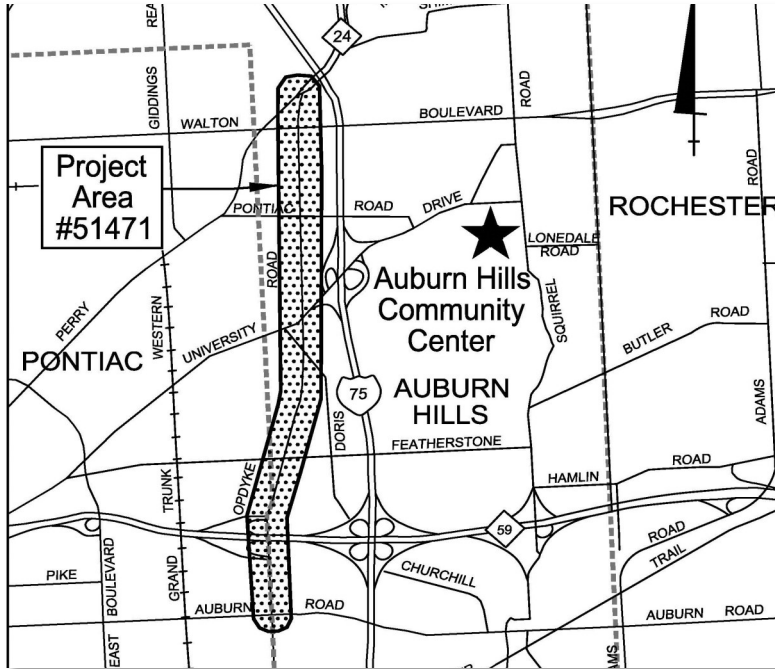 24
ROAD
GIDDINGS
WALTON
BOULEVARD
ROAD
Project
Area
#51471
PONTIAC
ROAD
DRIVE
ROCHESTER
LONEDALE
ROAD
ROAD
Auburn Hills
Community
Center
PERRY
WESTERN
UNIVERSITY
SQUIRREL
BUTLER
ROAD
PONTIAC
75
AUBURN
HILLS
DORIS
ADAMS
FEATHERSTONE
OPDYKE
TRUNK
HAMLIN
ROAD
59
ROAD
TRAIL
PIKE
BOULEVARD
GRAND
CHURCHILL
AUBURN
ROAD
AUBURN
ROAD
EAST